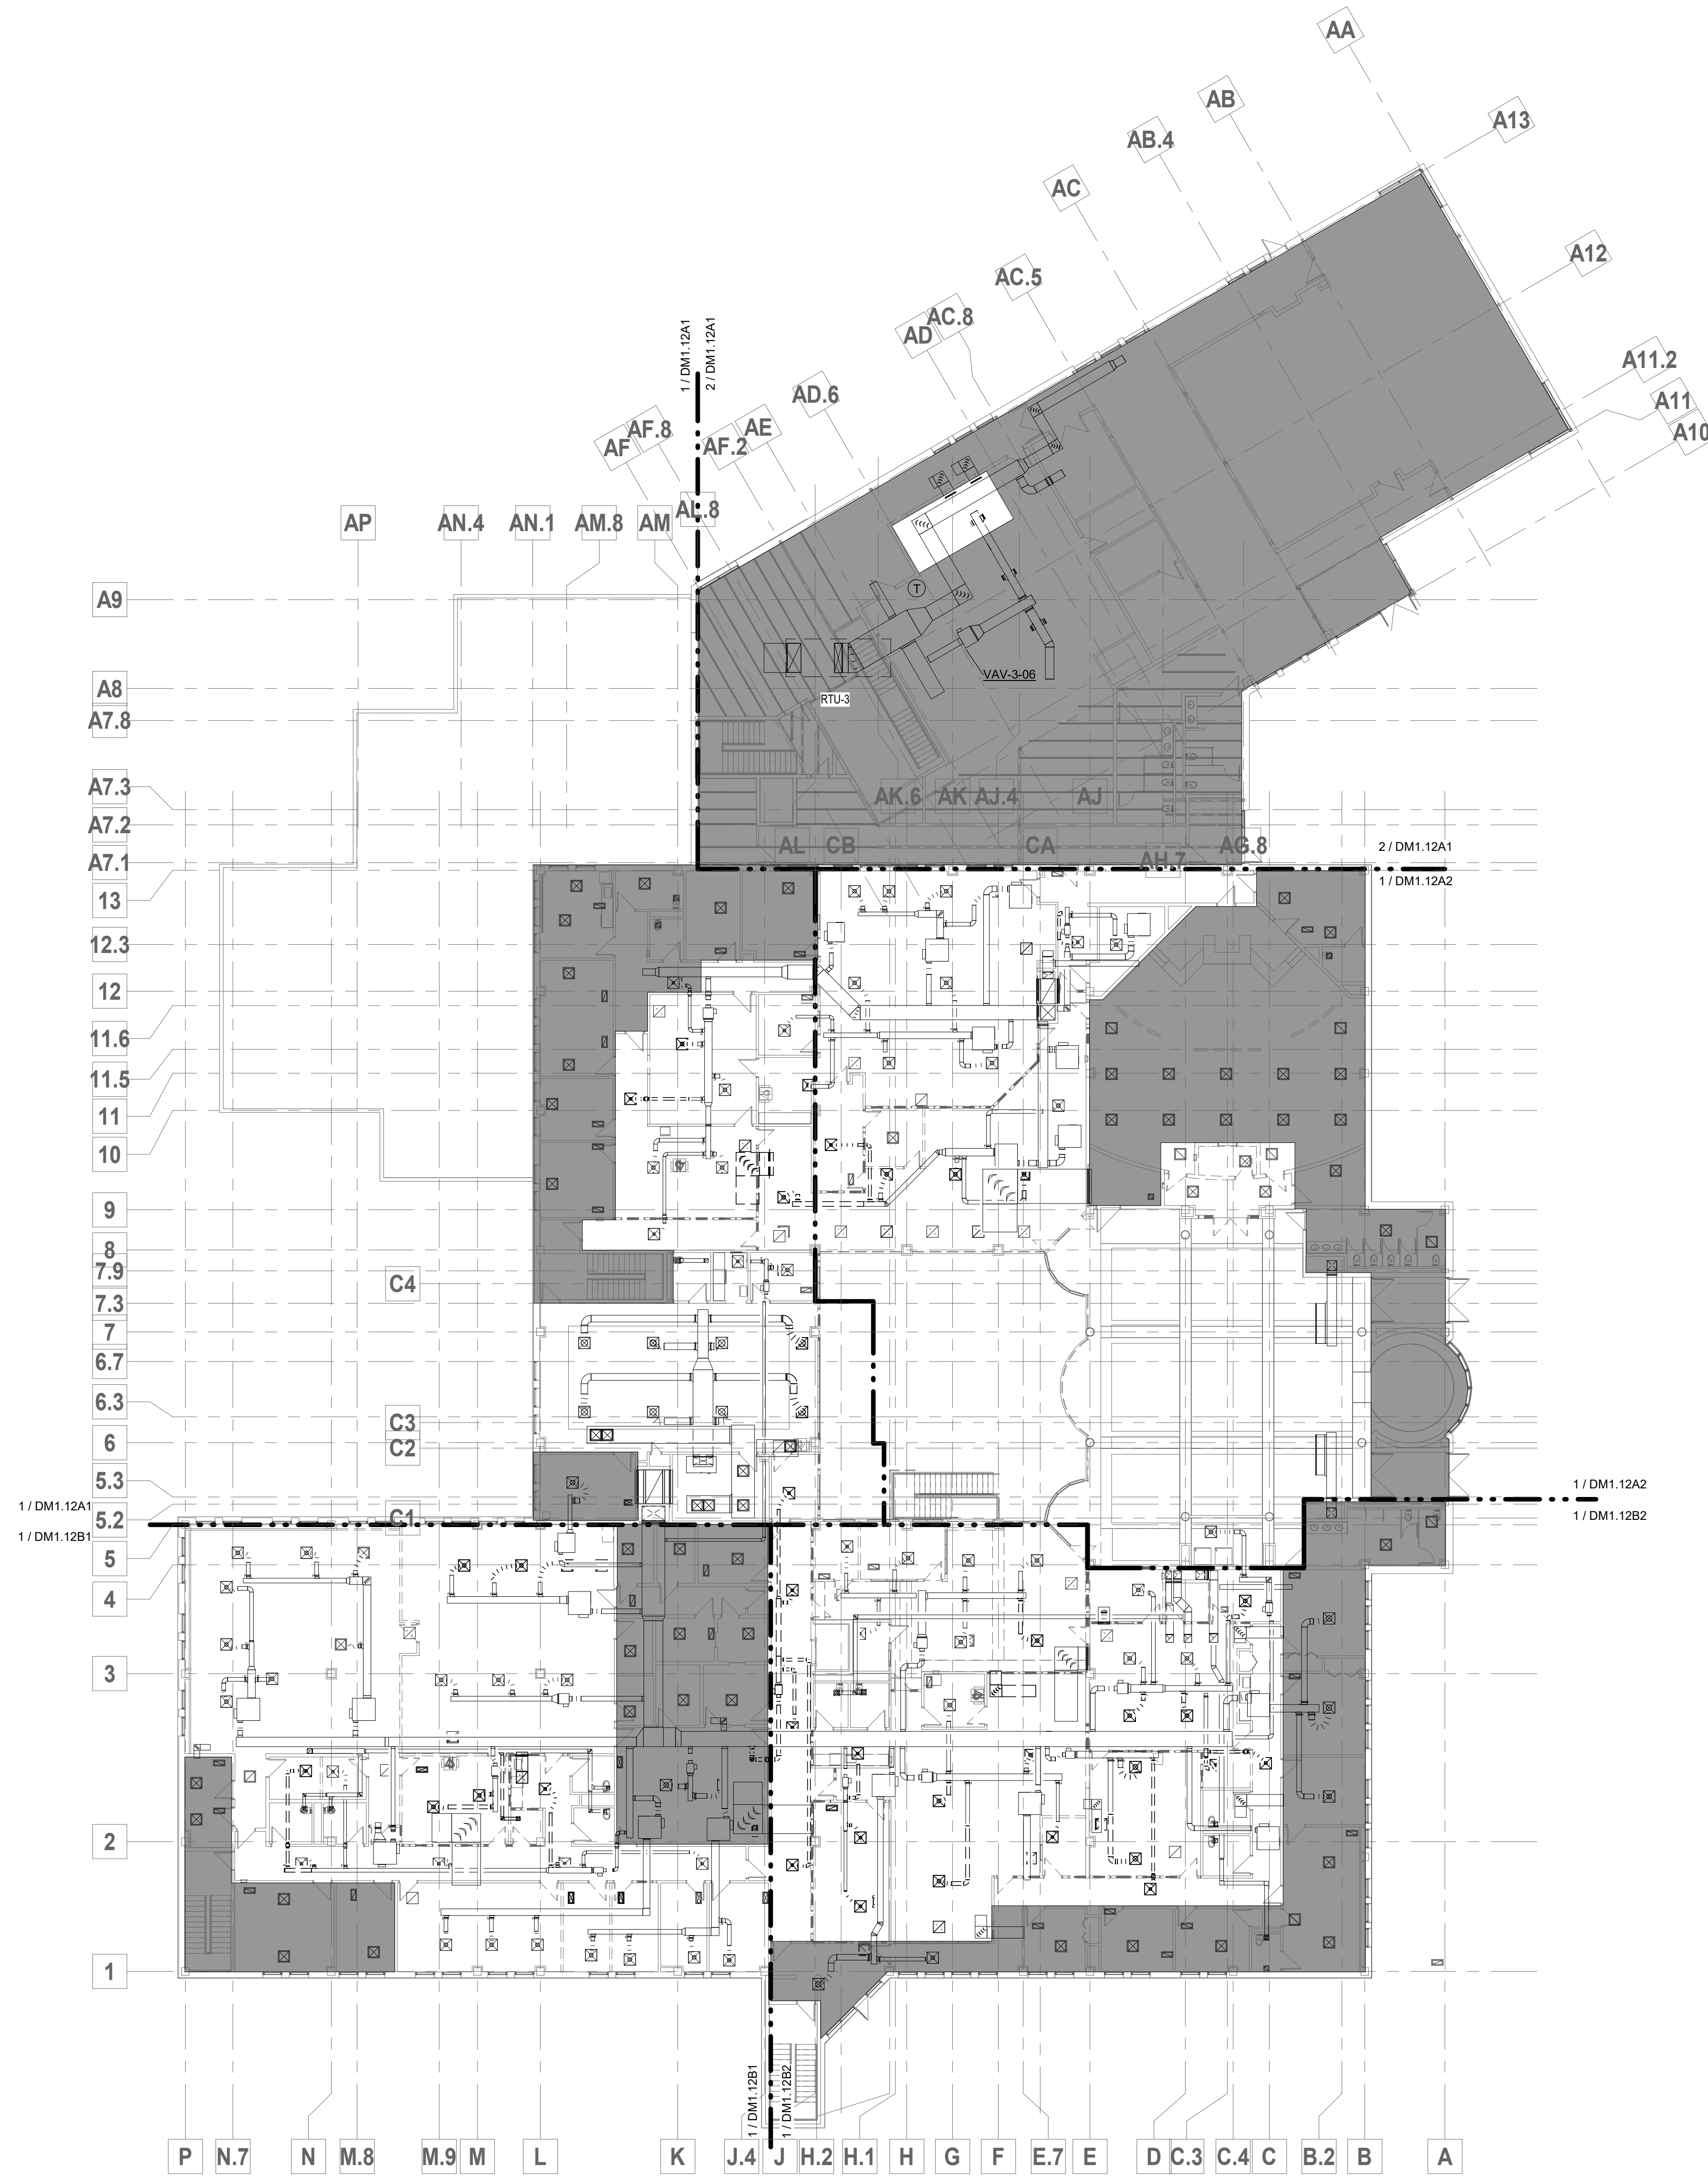 AA
AB
A13
AB.4
AC
A12
AC.5
AC.8
AD
1 / DM1.12A1
2 / DM1.12A1
A11.2
AD.6
A11
AE
AF.8
AF.2
AF
A10
AL.8
AP
AN.4
AN.1
AM.8
AM
T
A9
VAV-3-06
A8
RTU-3
A7.8
A7.3
AK.6
AK
AJ.4
AJ
A7.2
AL
CB
CA
AG.8
2 / DM1.12A1
A7.1
AH.7
1 / DM1.12A2
13
12.3
12
11.6
11.5
11
10
9
8
7.9
C4
7.3
7
6.7
6.3
C3
6
C2
5.3
1 / DM1.12A2
1 / DM1.12A1
C1
5.2
1 / DM1.12B2
1 / DM1.12B1
5
4
3
2
1
1 / DM1.12B1
1 / DM1.12B2
P
N.7
N
M.8
M.9
M
L
K
J.4
J
H.2
H.1
H
G
F
E.7
E
D
C.3
C.4
C
B.2
B
A